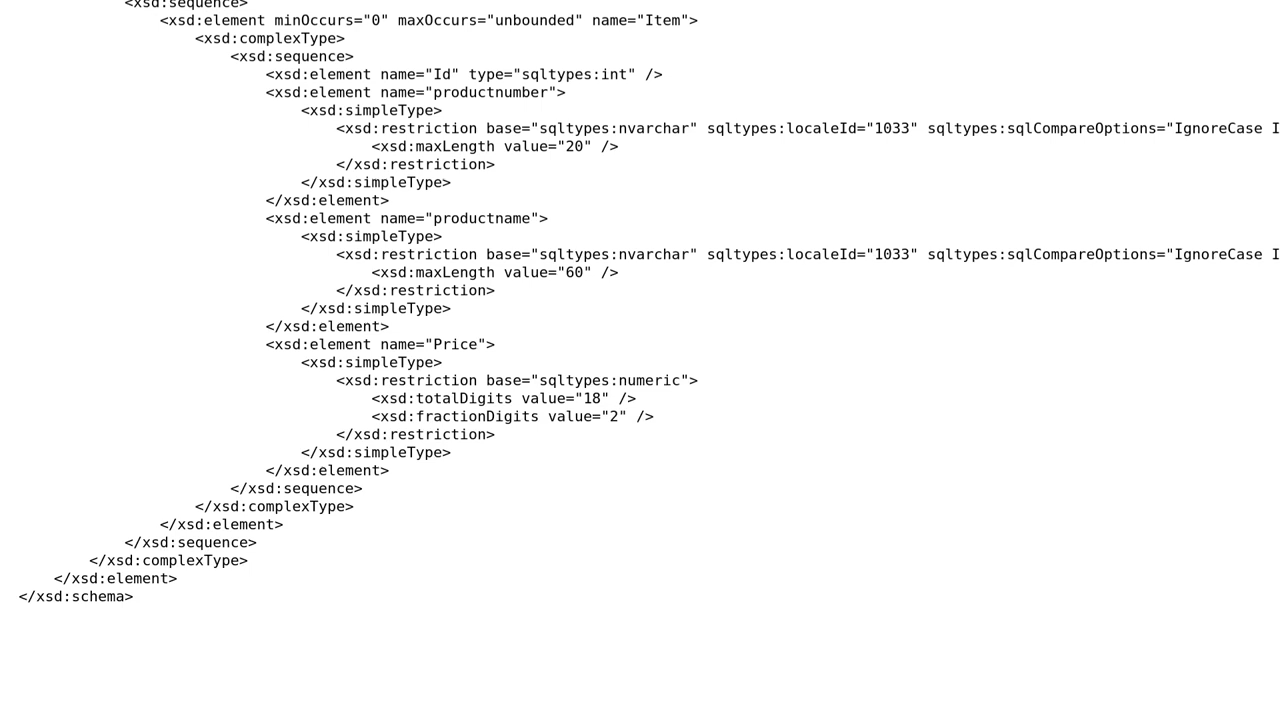 <xsd:sequence>
<xsd:element minOccurs="0" maxOccurs="unbounded" name="Item">
<xsd:complexType>
<xsd:sequence>
<xsd:element name="Id" type="sqltypes:int" />
<xsd:element name="productnumber">
<xsd:simpleType>
<xsd:restriction base="sqltypes:nvarchar" sqltypes:localeId="1033" sqltypes:sqlCompareOptions="IgnoreCase I
<xsd:maxLength value="20" />
</xsd:restriction>
</xsd:simpleType>
</xsd:element>
<xsd:element name="productname">
<xsd:simpleType>
<xsd:restriction base="sqltypes:nvarchar" sqltypes:localeId="1033" sqltypes:sqlCompareOptions="IgnoreCase I
<xsd:maxLength value="60" />
</xsd:restriction>
</xsd:simpleType>
</xsd:element>
<xsd:element name="Price">
<xsd:simpleType>
<xsd:restriction base="sqltypes:numeric">
<xsd:totalDigits value="18" />
<xsd:fractionDigits value="2" />
</xsd:restriction>
</xsd:simpleType>
</xsd:element>
</xsd:sequence>
</xsd:complexType>
</xsd:element>
</xsd:sequence>
</xsd:complexType>
</xsd:element>
</xsd:schema>